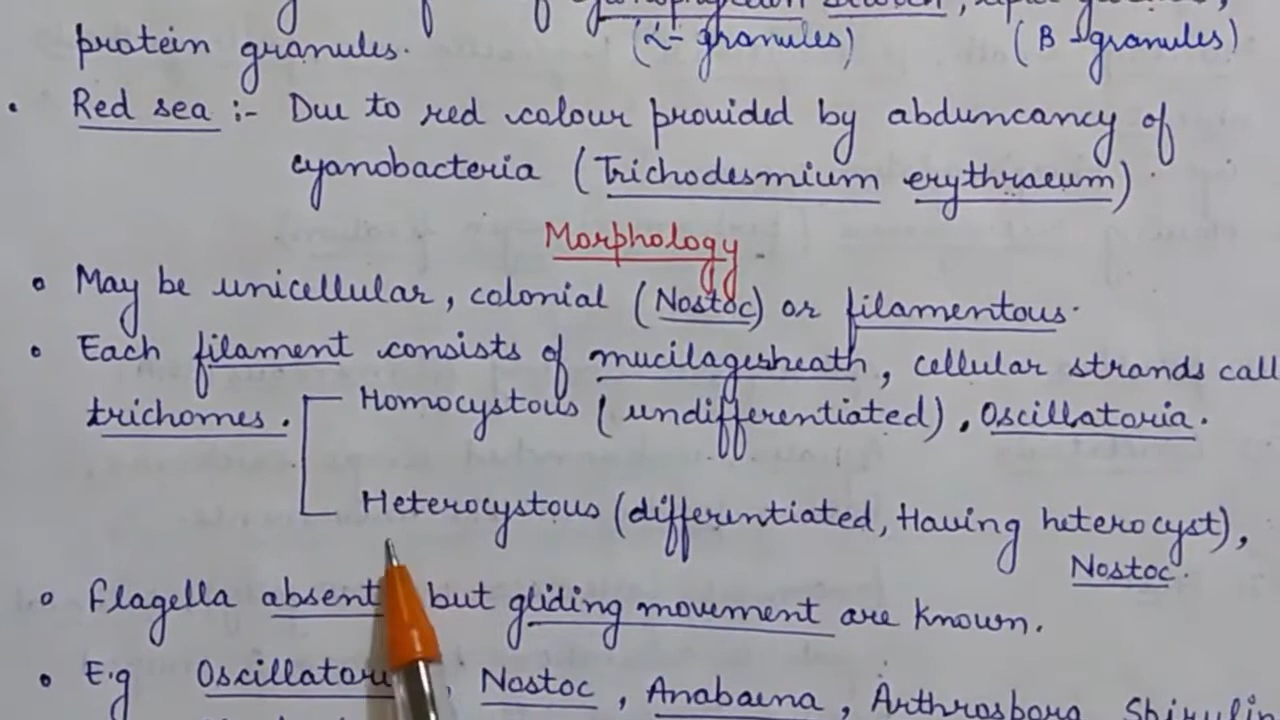 protein granules. (α-granules) (β-granules)
• Red sea :- Due to red colour provided by abduncancy of
cyanobacteria (Trichodesmium erythraeum)
Morphology
• May be unicellular, colonial (Nostoc) or filamentous.
• Each filament consists of mucilagesheath, cellular strands call
trichomes.
Homocystous (undifferentiated), Oscillatoria.
Heterocystous (differentiated, Having heterocyst),
Nostoc.
• Flagella absent but gliding movement are known.
• E.g Oscillatori , Nostoc, Anabaena,